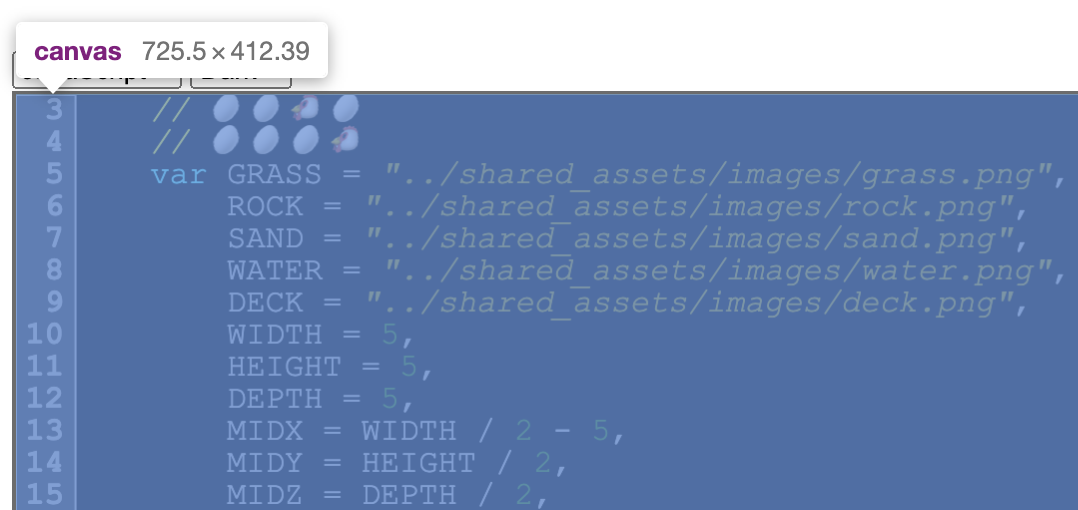 canvas 725.5 × 412.39
3 // 🥚🥚🐔🥚
4 // 🥚🥚🥚🐔
5 var GRASS = "../shared_assets/images/grass.png",
6 ROCK = "../shared_assets/images/rock.png",
7 SAND = "../shared_assets/images/sand.png",
8 WATER = "../shared_assets/images/water.png",
9 DECK = "../shared_assets/images/deck.png",
10 WIDTH = 5,
11 HEIGHT = 5,
12 DEPTH = 5,
13 MIDX = WIDTH / 2 - 5,
14 MIDY = HEIGHT / 2,
15 MIDZ = DEPTH / 2,